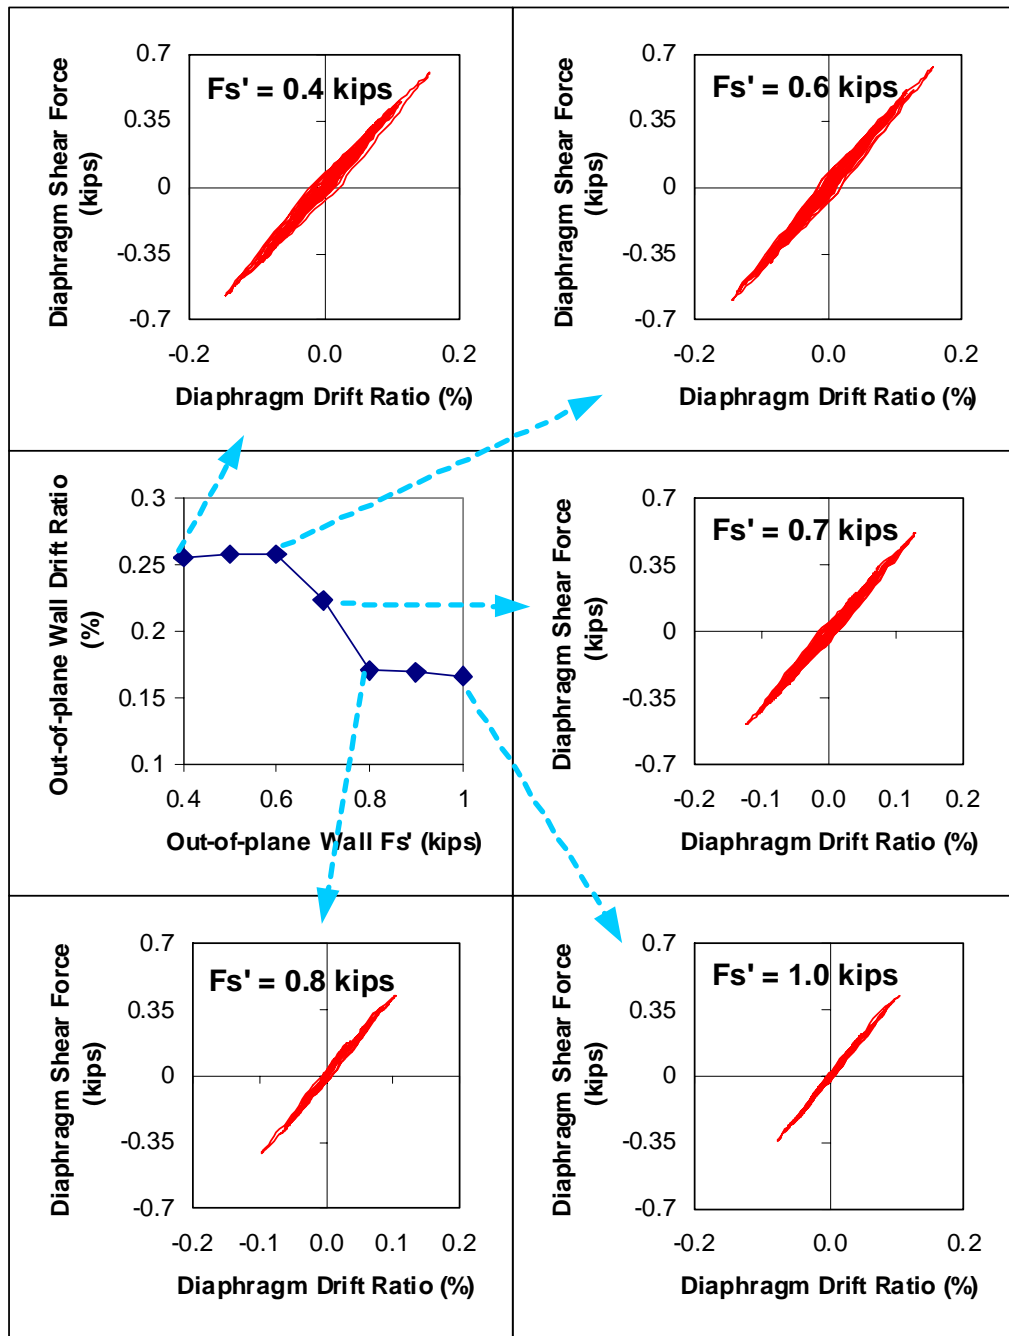 Diaphragm Shear Force
(kips)
Fs' = 0.4 kips
0.7
0.35
0
-0.35
-0.7
-0.2 0.0 0.2
Diaphragm Drift Ratio (%)
Diaphragm Shear Force
(kips)
Fs' = 0.6 kips
0.7
0.35
0
-0.35
-0.7
-0.2 0.0 0.2
Diaphragm Drift Ratio (%)
Out-of-plane Wall Drift Ratio
(%)
0.3
0.25
0.2
0.15
0.1
0.4 0.6 0.8 1
Out-of-plane Wall Fs' (kips)
Diaphragm Shear Force
(kips)
Fs' = 0.7 kips
0.7
0.35
0
-0.35
-0.7
-0.2 -0.1 0.0 0.1 0.2
Diaphragm Drift Ratio (%)
Diaphragm Shear Force
(kips)
Fs' = 0.8 kips
0.7
0.35
0
-0.35
-0.7
-0.2 -0.1 0.0 0.1 0.2
Diaphragm Drift Ratio (%)
Diaphragm Shear Force
(kips)
Fs' = 1.0 kips
0.7
0.35
0
-0.35
-0.7
-0.2 -0.1 0.0 0.1 0.2
Diaphragm Drift Ratio (%)